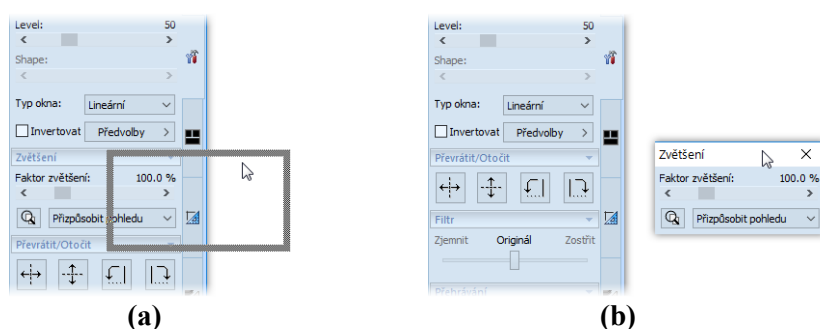 Level: 50
Shape:
Typ okna: Lineární
Invertovat Předvolby
Zvětšení
Faktor zvětšení: 100.0 %
Přizpůsobit pohledu
Převrátit/Otočit
(a)
Level: 50
Shape:
Typ okna: Lineární
Invertovat Předvolby
Převrátit/Otočit
Filtr
Zjemnit Originál Zostřit
Přehrávání
Zvětšení
Faktor zvětšení: 100.0 %
Přizpůsobit pohledu
(b)